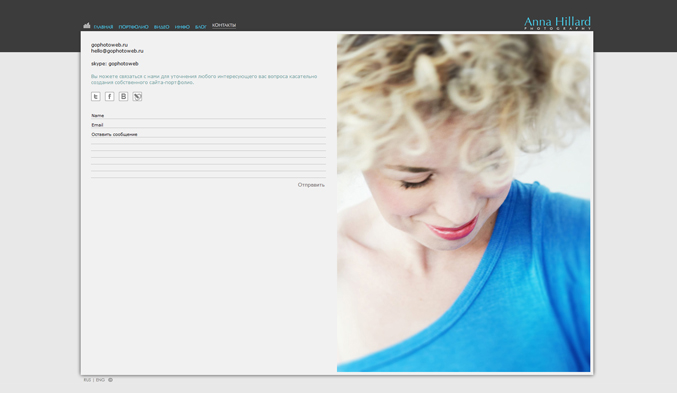 ГЛАВНАЯ ПОРТФОЛИО ВИДЕО ИНФО БЛОГ КОНТАКТЫ
Anna Hillard
PHOTOGRAPHY
gophotoweb.ru
hello@gophotoweb.ru
skype: gophotoweb
Вы можете связаться с нами для уточнения любого интересующего вас вопроса касательно
создания собственного сайта-портфолио.
Name
Email
Оставить сообщение
Отправить
RUS | ENG